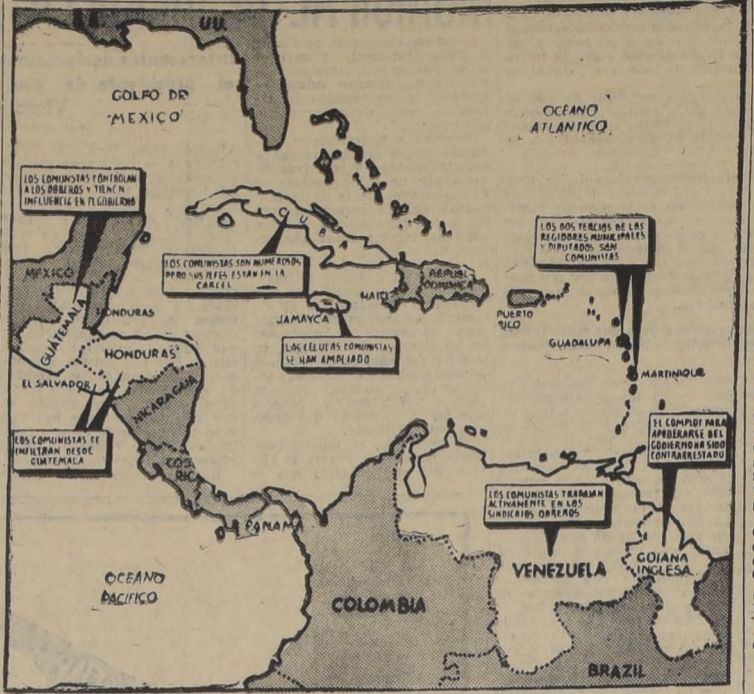 UU.
GOLFO DE
MEXICO
OCEANO
ATLANTICO
LOS COMUNISTAS CONTROLAN
A LOS OBREROS Y TIENEN
INFLUENCIA EN EL GOBIERNO
CUBA
LOS DOS TERCIOS DE LOS
REGIDORES MUNICIPALES
Y DIPUTADOS SAN
COMUNISTAS
MEXICO
LOS COMUNISTAS SON NUMEROSOS
PERO SUS JEFES ESTAN EN LA
CARCEL
REPUBL
DOMINICA
HAITI
PUERTO
RICO
HONDURAS
JAMAYCA
GUATEMALA
GUADALUPA
LOS CELULAS COMUNISTAS
SE HAN AMPLIADO
HONDURAS
MARTINIQUE
EL SALVADOR
NICARAGUA
EL COMPLOT PARA
APODERARSE DEL
GOBIERNO HA SIDO
CONTRARRESTADO
LOS COMUNISTAS SE
INFILTRAN DESDE
GUATEMALA
COSTA
RIC
LOS COMUNISTAS TRABAJAN
ACTIVAMENTE EN LOS
SINDICATOS OBREROS
PANAMA
GUIANA
INGLESA
VENEZUELA
OCEANO
PACIFICO
COLOMBIA
BRAZIL